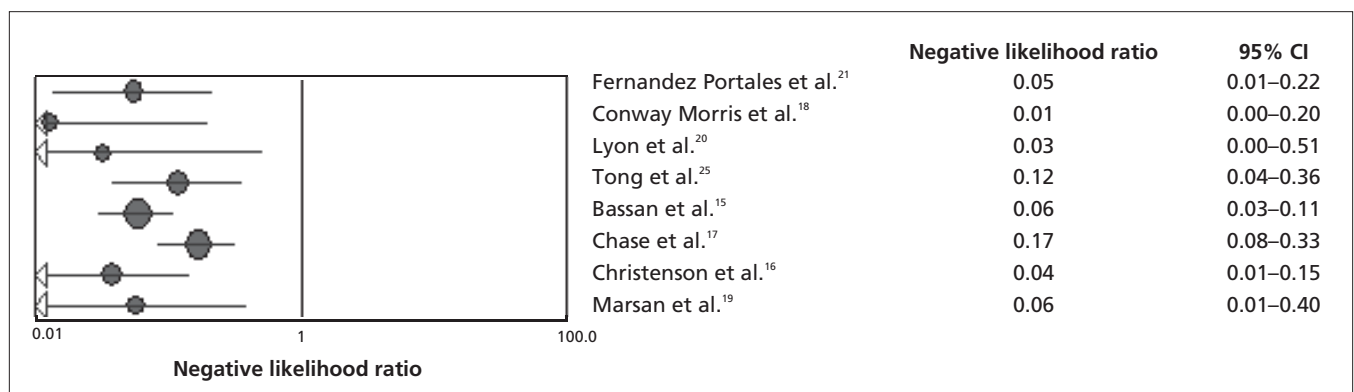 Negative likelihood ratio 95% CI
Fernandez Portales et al.²¹ 0.05 0.01–0.22
Conway Morris et al.¹⁸ 0.01 0.00–0.20
Lyon et al.²⁰ 0.03 0.00–0.51
Tong et al.²⁵ 0.12 0.04–0.36
Bassan et al.¹⁵ 0.06 0.03–0.11
Chase et al.¹⁷ 0.17 0.08–0.33
Christenson et al.¹⁶ 0.04 0.01–0.15
Marsan et al.¹⁹ 0.06 0.01–0.40
0.01 1 100.0
Negative likelihood ratio